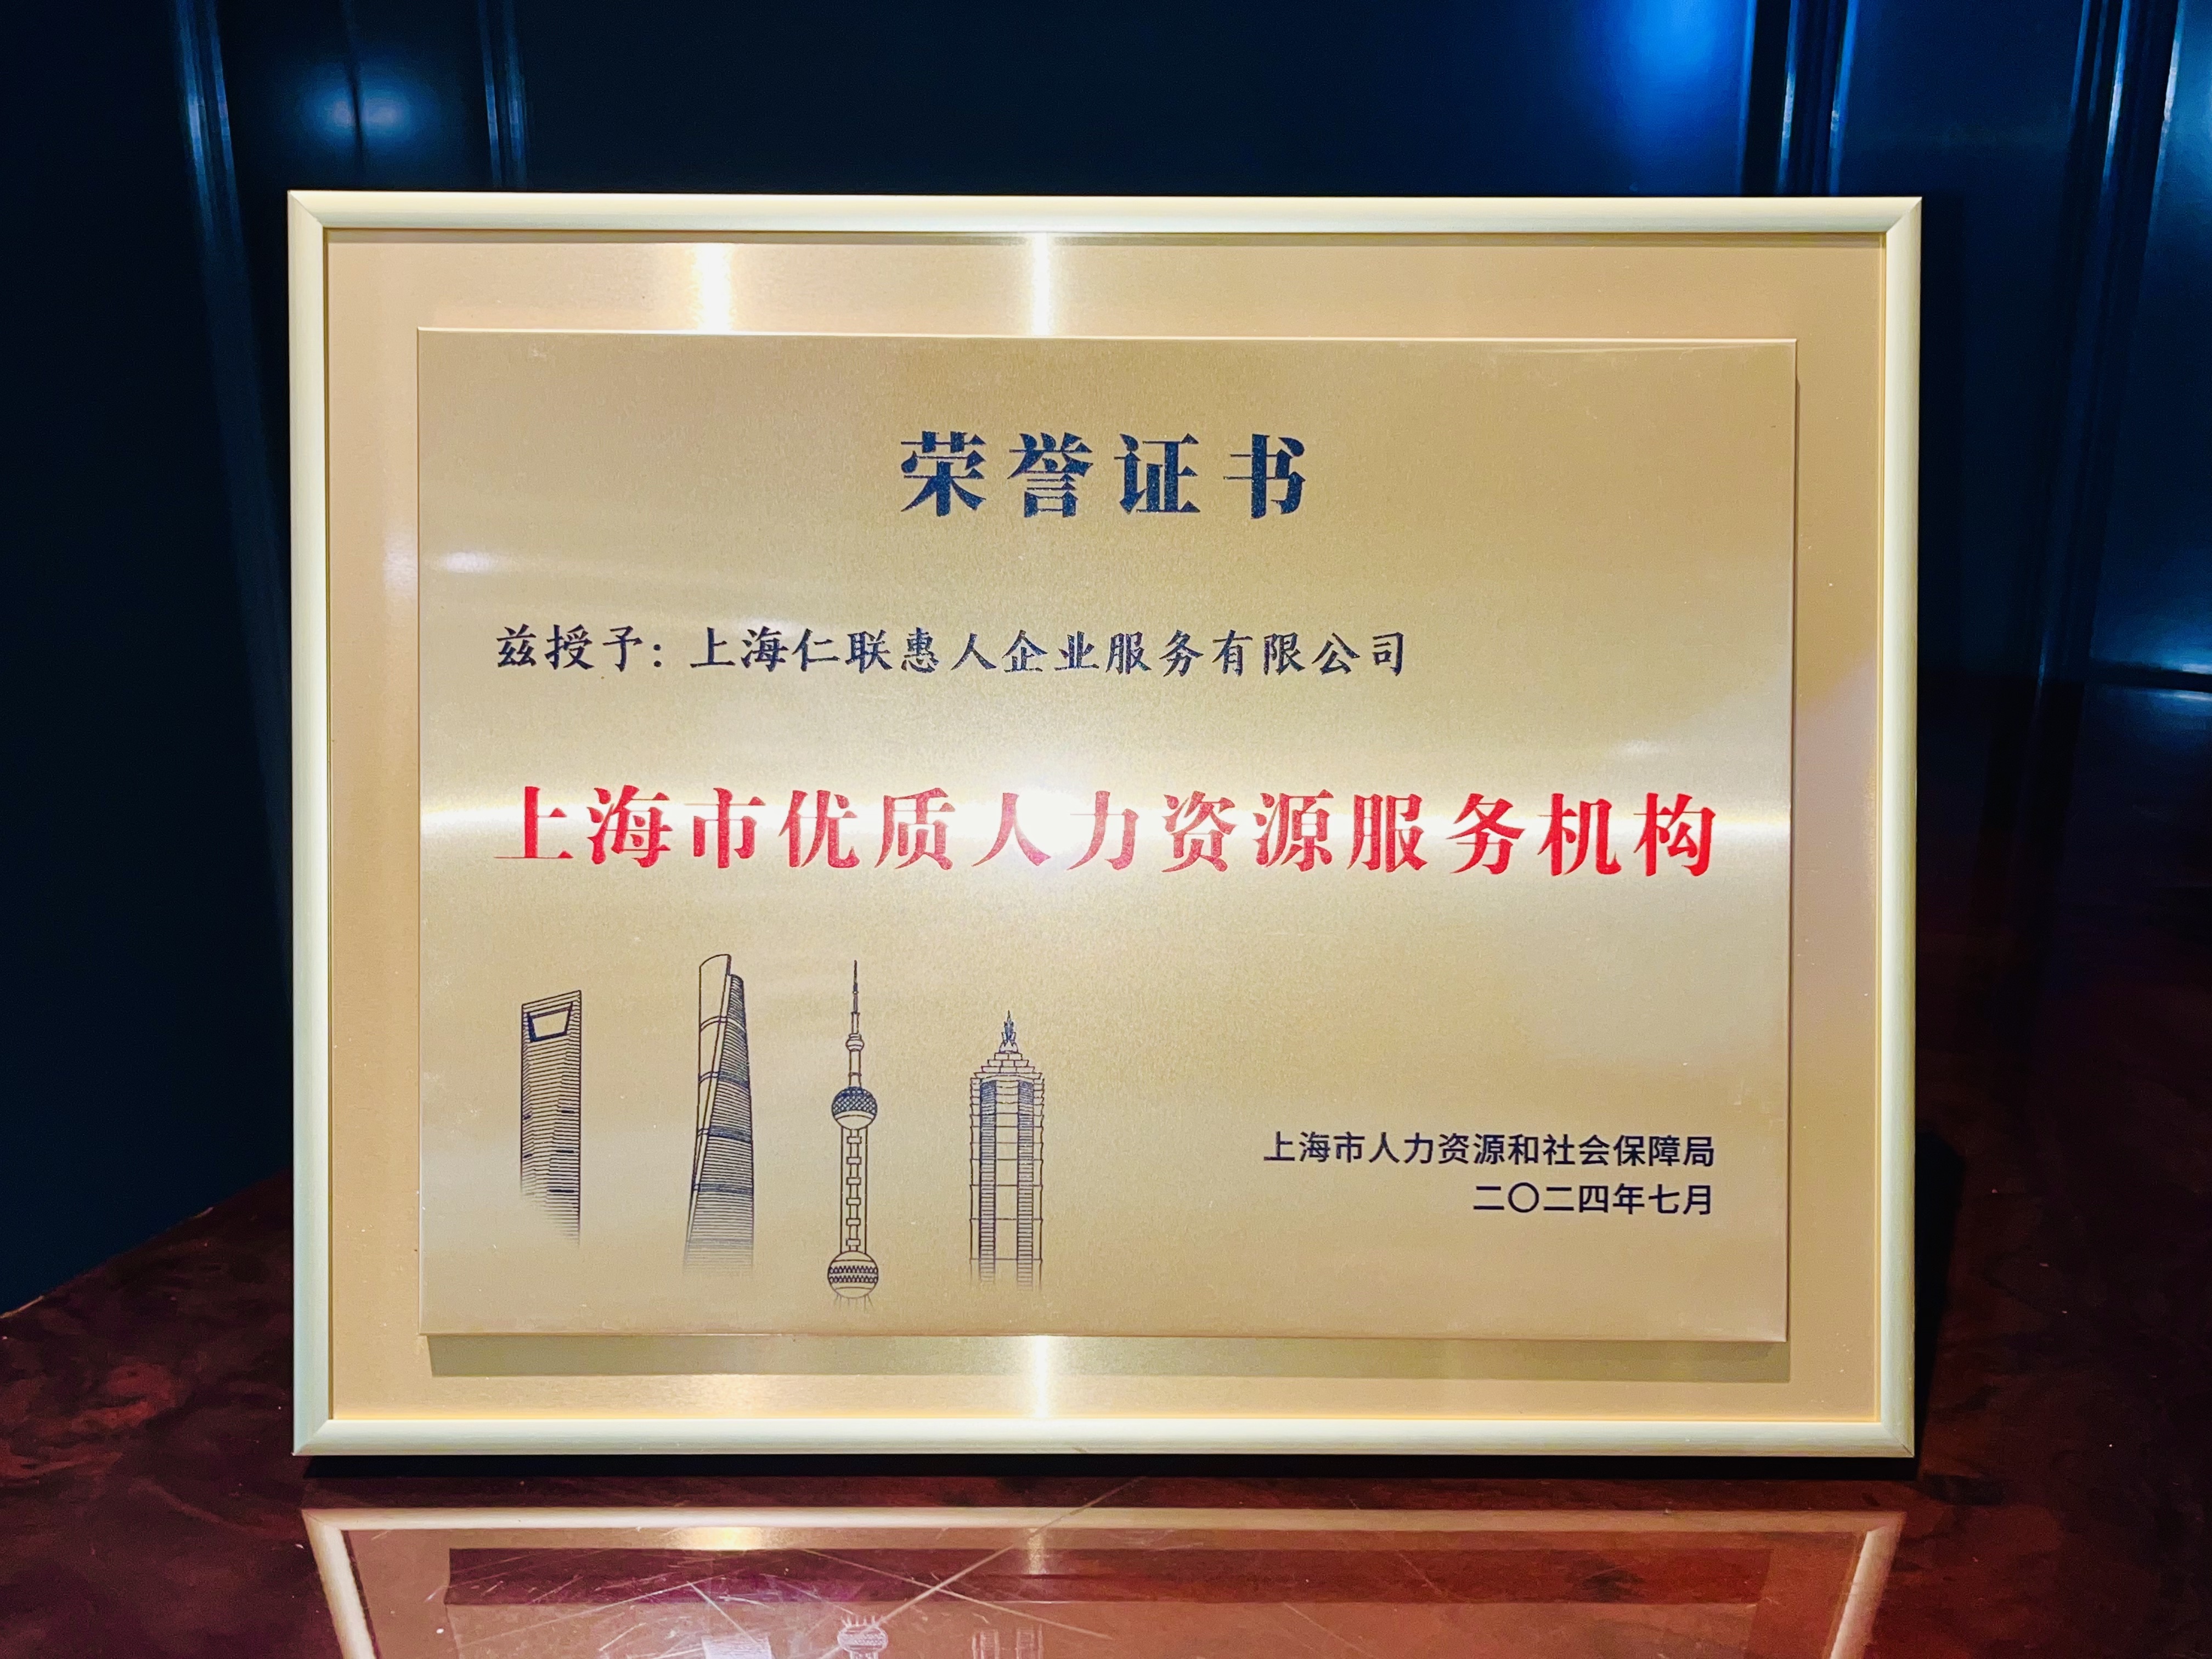 荣誉证书
兹授予：上海仁联惠人企业服务有限公司
上海市优质人力资源服务机构
上海市人力资源和社会保障局
二〇二四年七月